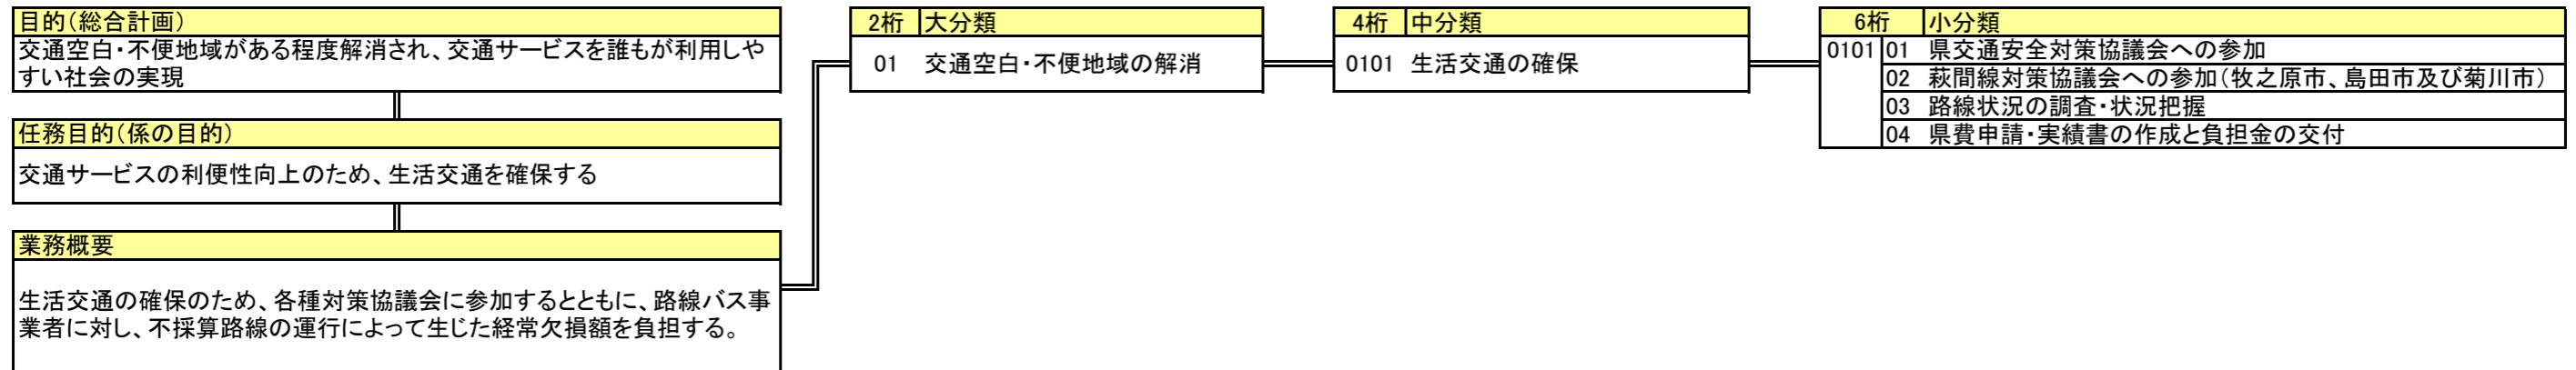 目的（総合計画）
交通空白・不便地域がある程度解消され、交通サービスを誰もが利用しや
すい社会の実現
任務目的（係の目的）
交通サービスの利便性向上のため、生活交通を確保する
業務概要
生活交通の確保のため、各種対策協議会に参加するとともに、路線バス事
業者に対し、不採算路線の運行によって生じた経常欠損額を負担する。
2桁 大分類
01 交通空白・不便地域の解消
4桁 中分類
0101 生活交通の確保
6桁 小分類
0101 01 県交通安全対策協議会への参加
02 萩間線対策協議会への参加（牧之原市、島田市及び菊川市）
03 路線状況の調査・状況把握
04 県費申請・実績書の作成と負担金の交付